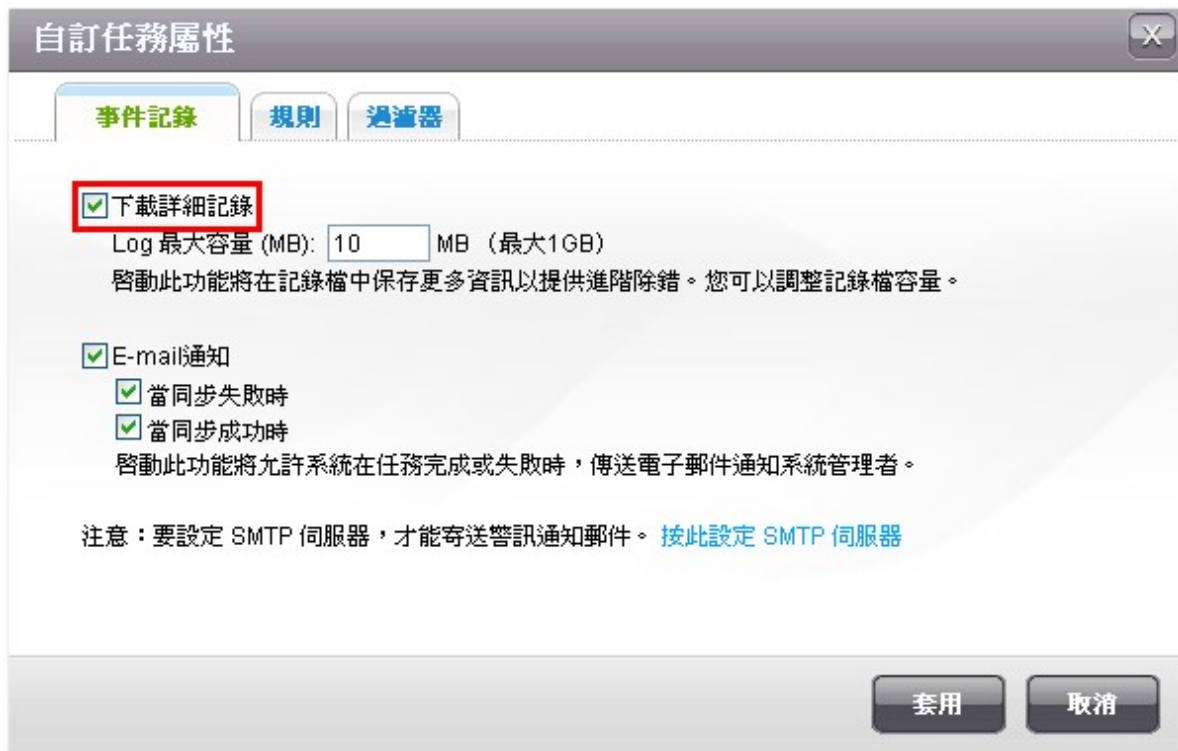 自訂任務屬性
X
事件記錄 規則 過濾器
下載詳細記錄
Log 最大容量 (MB): 10 MB (最大1GB)
啓動此功能將在記錄檔中保存更多資訊以提供進階除錯。您可以調整記錄檔容量。
E-mail通知
當同步失敗時
當同步成功時
啓動此功能將允許系統在任務完成或失敗時，傳送電子郵件通知系統管理者。
注意：要設定 SMTP 伺服器，才能寄送警訊通知郵件。 按此設定 SMTP 伺服器
套用 取消